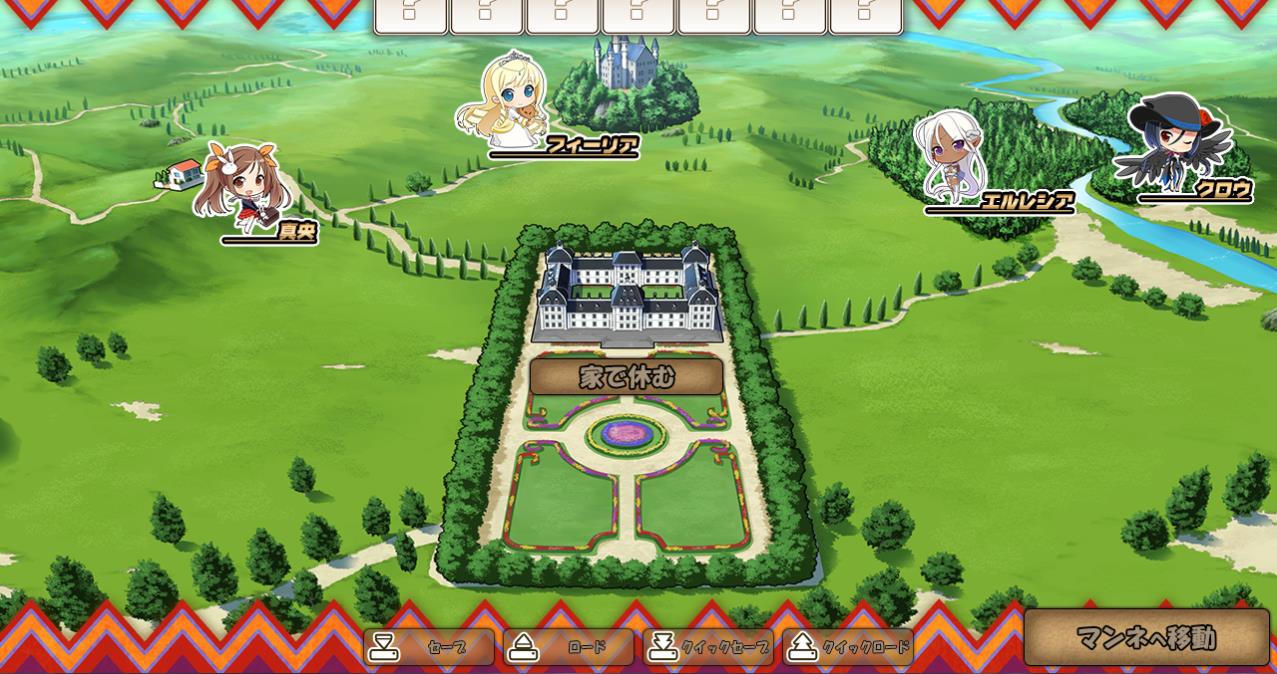 フィーリア
エルレシア
クロウ
真央
家で休む
セーブ
ロード
クイックセーブ
クイックロード
マンネへ移動